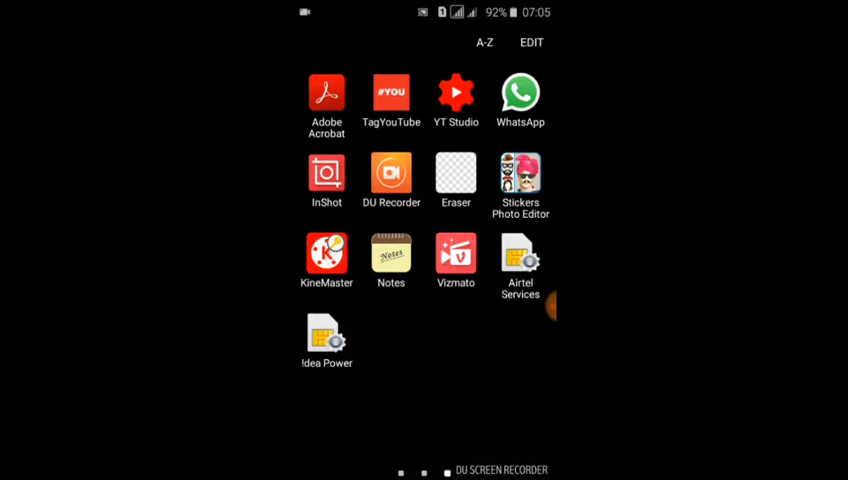 1 92% 07:05
A-Z EDIT
#YOU
Adobe TagYouTube YT Studio WhatsApp
Acrobat
InShot DU Recorder Eraser Stickers
Photo Editor
K Notes V
KineMaster Notes Vizmato Airtel
Services
!dea Power
DU SCREEN RECORDER